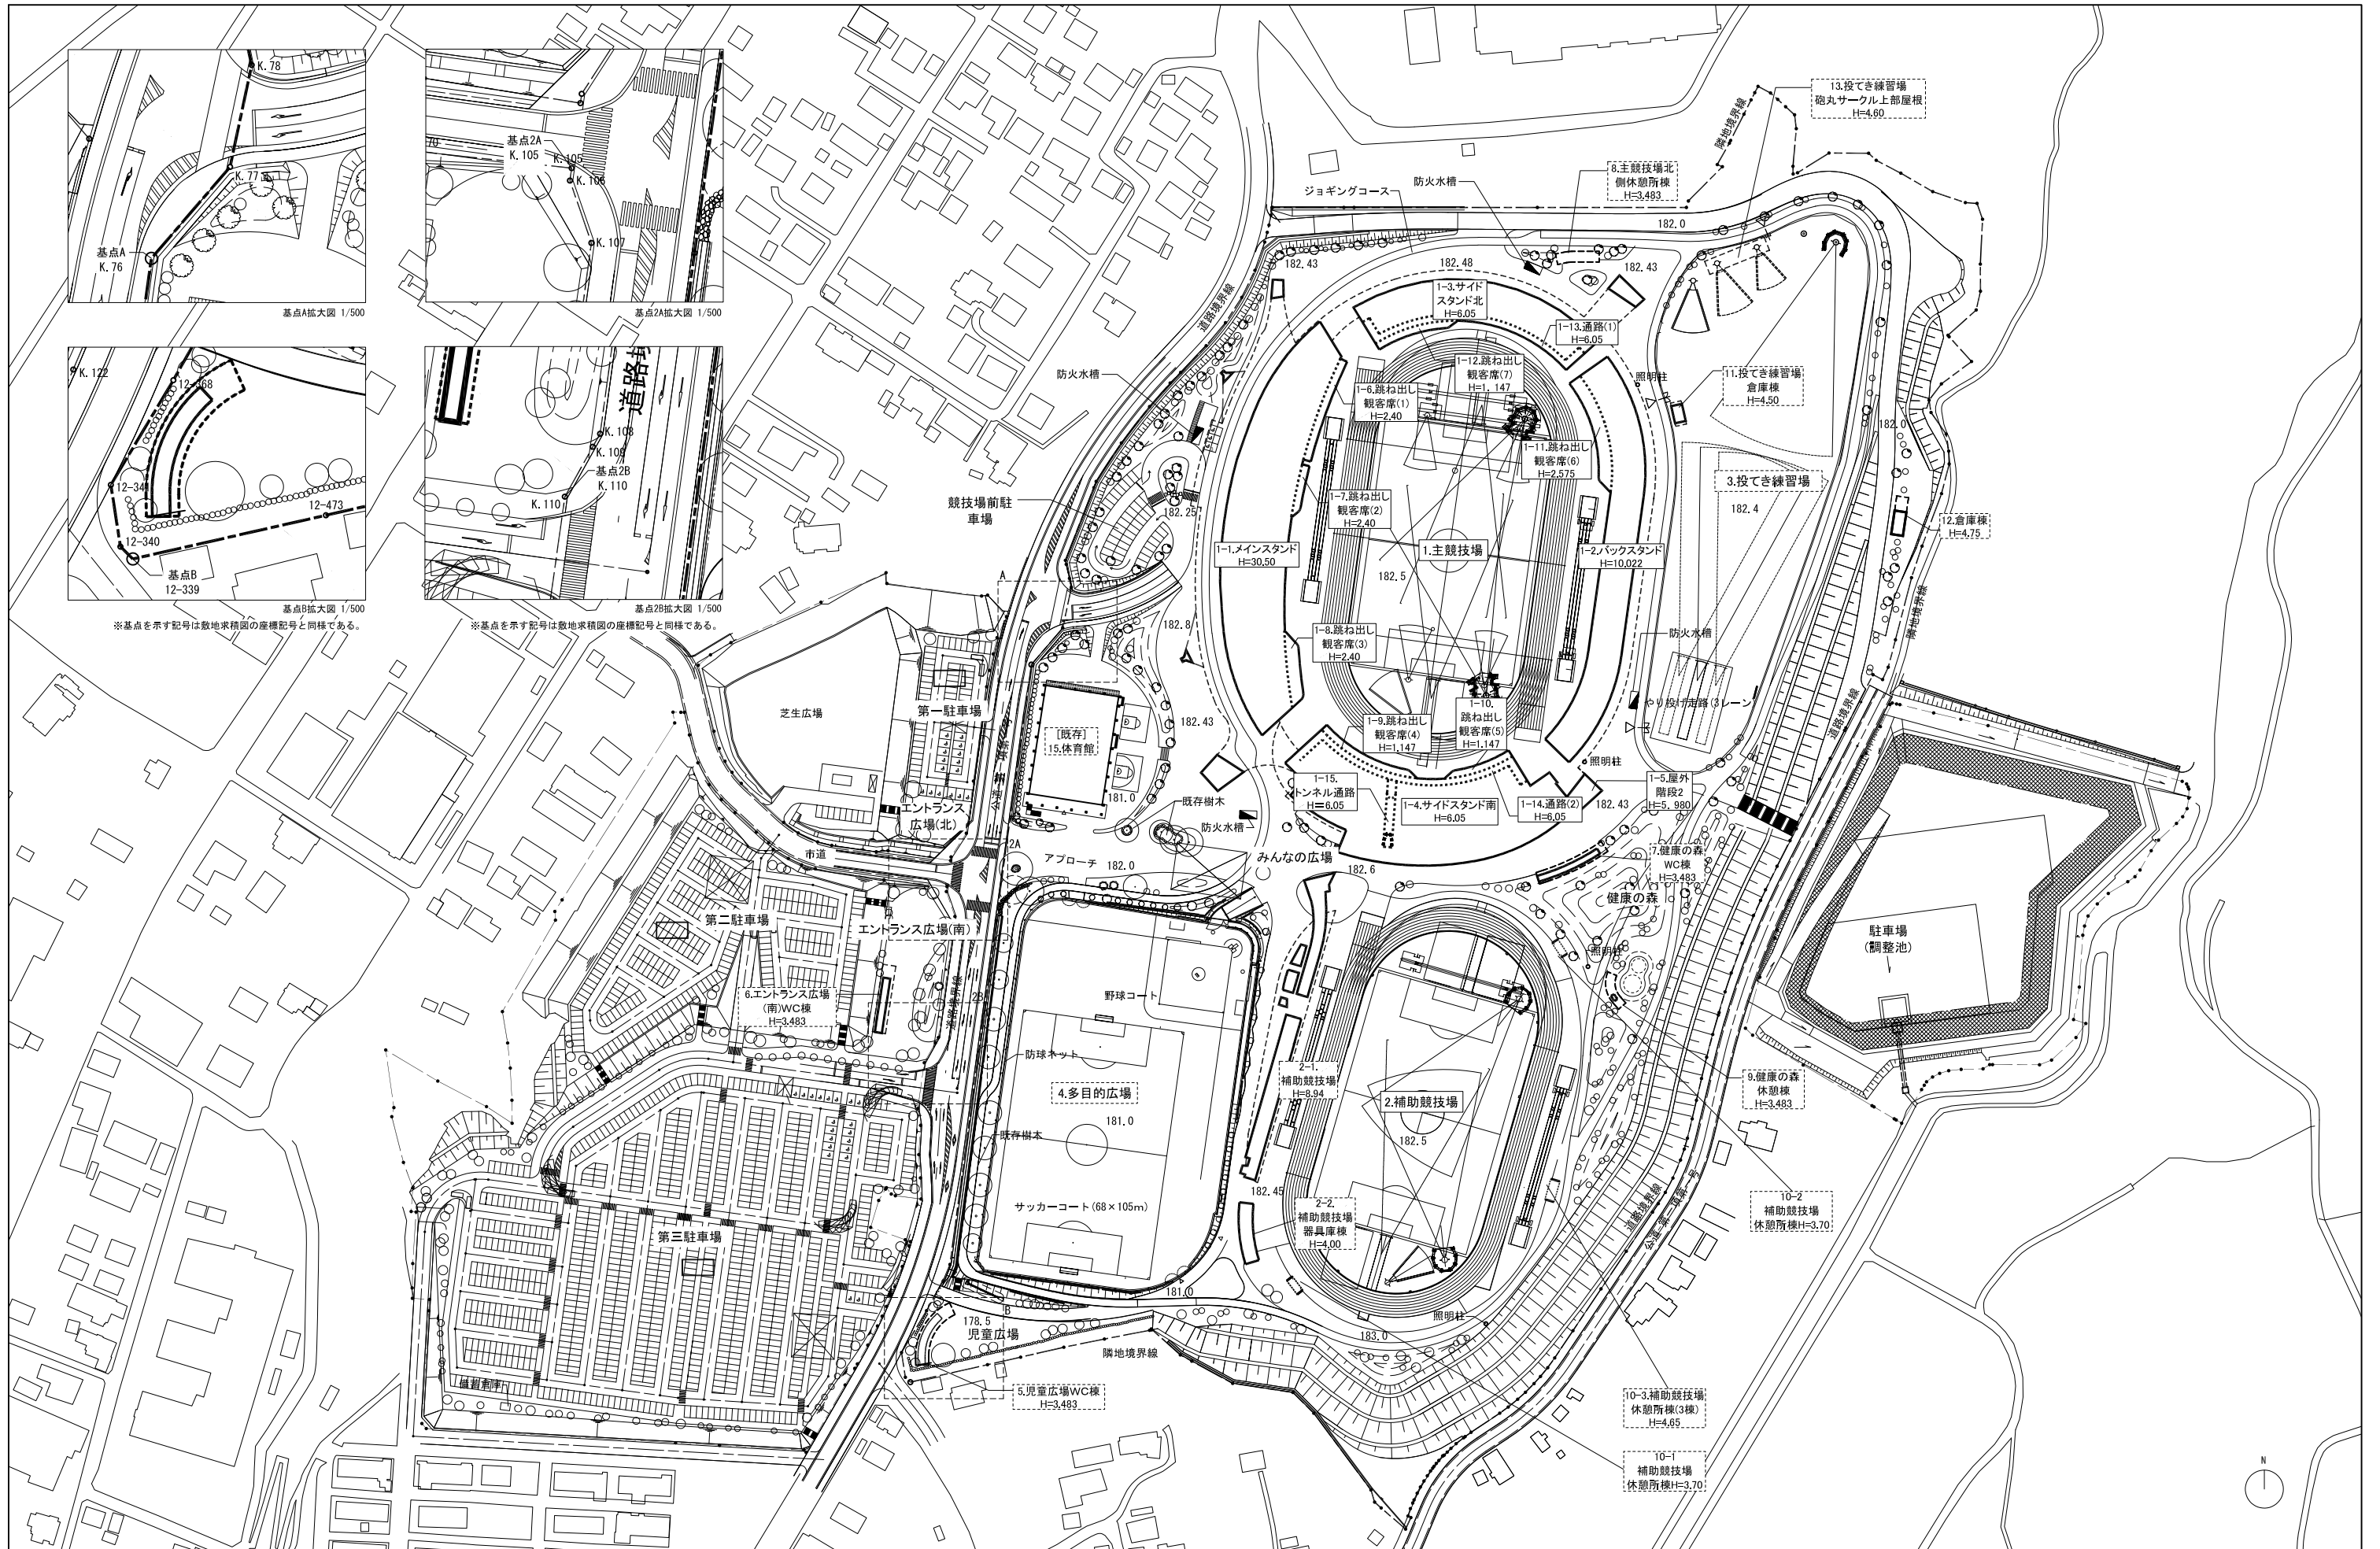 K.78
K.77
基点A
K.76
基点A拡大図 1/500
基点2A
K.105
K.105
K.106
K.107
基点2A拡大図 1/500
K.122
12-368
12-340
12-473
基点B
12-339
基点B拡大図 1/500
道路境
K.108
K.109
基点2B
K.110
K.110
基点2B拡大図 1/500
※基点を示す記号は敷地求積図の座標記号と同様である。
※基点を示す記号は敷地求積図の座標記号と同様である。
13.投てき練習場
砲丸サークル上部屋根
H=4.60
隣地境界線
8.主競技場北
側休憩所棟
H=3.483
防火水槽
ジョギングコース
182.0
182.43
182.48
182.43
道路境界線
1-3.サイド
スタンド北
H=6.05
1-13.通路(1)
H=6.05
1-12.跳ね出し
観客席(7)
H=1.147
防火水槽
1-6.跳ね出し
観客席(1)
H=2.40
照明柱
11.投てき練習場
倉庫棟
H=4.50
182.0
1-11.跳ね出し
観客席(6)
H=2.575
3.投てき練習場
182.4
競技場前駐
車場
182.25
1-7.跳ね出し
観客席(2)
H=2.40
12.倉庫棟
H=4.75
1-1.メインスタンド
H=30.50
1.主競技場
182.5
1-2.バックスタンド
H=10.022
A
182.8
1-8.跳ね出し
観客席(3)
H=2.40
防火水槽
隣地境界線
芝生広場
第一駐車場
182.43
[既存]
15.体育館
やり投げ走路(3レーン)
道路境界線
1-9.跳ね出し
観客席(4)
H=1.147
1-10.
跳ね出し
観客席(5)
H=1.147
照明柱
1-15.
トンネル通路
H=6.05
1-4.サイドスタンド南
H=6.05
1-14.通路(2)
H=6.05
1-5.屋外
階段2
H=5.980
182.43
181.0
既存樹木
防火水槽
エントランス
広場(北)
市道
2A
アプローチ
182.0
みんなの広場
182.6
7.健康の森
WC棟
H=3.483
健康の森
第二駐車場
エントランス広場(南)
照明柱
駐車場
(調整池)
6.エントランス広場
(南)WC棟
H=3.483
2B
道路境界線
野球コート
防球ネット
4.多目的広場
181.0
2-1.
補助競技場
H=8.94
2.補助競技場
182.5
9.健康の森
休憩棟
H=3.483
既存樹木
サッカーコート(68×105m)
182.45
2-2.
補助競技場
器具庫棟
H=4.00
道路境界線
10-2
補助競技場
休憩所棟H=3.70
第三駐車場
181.0
B
178.5
児童広場
183.0
照明柱
隣地境界線
5.児童広場WC棟
H=3.483
10-3.補助競技場
休憩所棟(3棟)
H=4.65
10-1
補助競技場
休憩所棟H=3.70
N